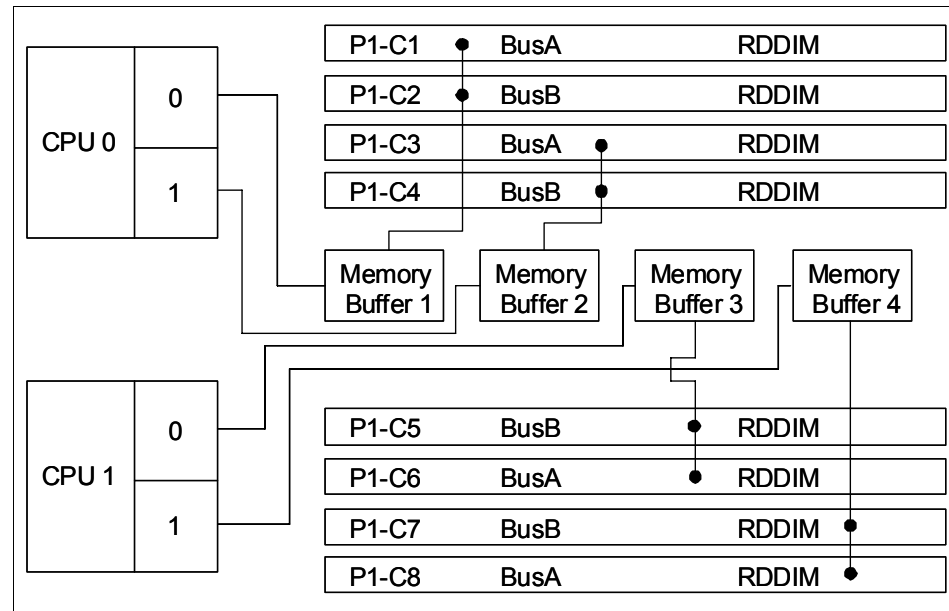 P1-C1 BusA RDDIM
P1-C2 BusB RDDIM
P1-C3 BusA RDDIM
P1-C4 BusB RDDIM
CPU 0
0
1
Memory
Buffer 1
Memory
Buffer 2
Memory
Buffer 3
Memory
Buffer 4
CPU 1
0
1
P1-C5 BusB RDDIM
P1-C6 BusA RDDIM
P1-C7 BusB RDDIM
P1-C8 BusA RDDIM